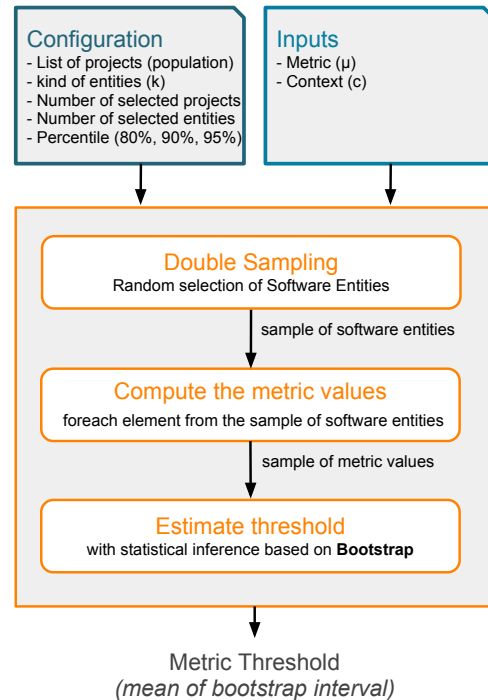 Configuration
- List of projects (population)
- kind of entities (k)
- Number of selected projects
- Number of selected entities
- Percentile (80%, 90%, 95%)
Inputs
- Metric (μ)
- Context (c)
Double Sampling
Random selection of Software Entities
sample of software entities
Compute the metric values
foreach element from the sample of software entities
sample of metric values
Estimate threshold
with statistical inference based on Bootstrap
Metric Threshold
(mean of bootstrap interval)